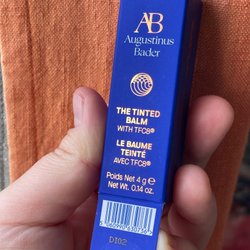 AB
Augustinus
Bader
THE TINTED
BALM
WITH TFC8®
LE BAUME
TEINTÉ
AVEC TFC8®
Poids Net 4 g ℮
Net Wt. 0.14 oz.
D102